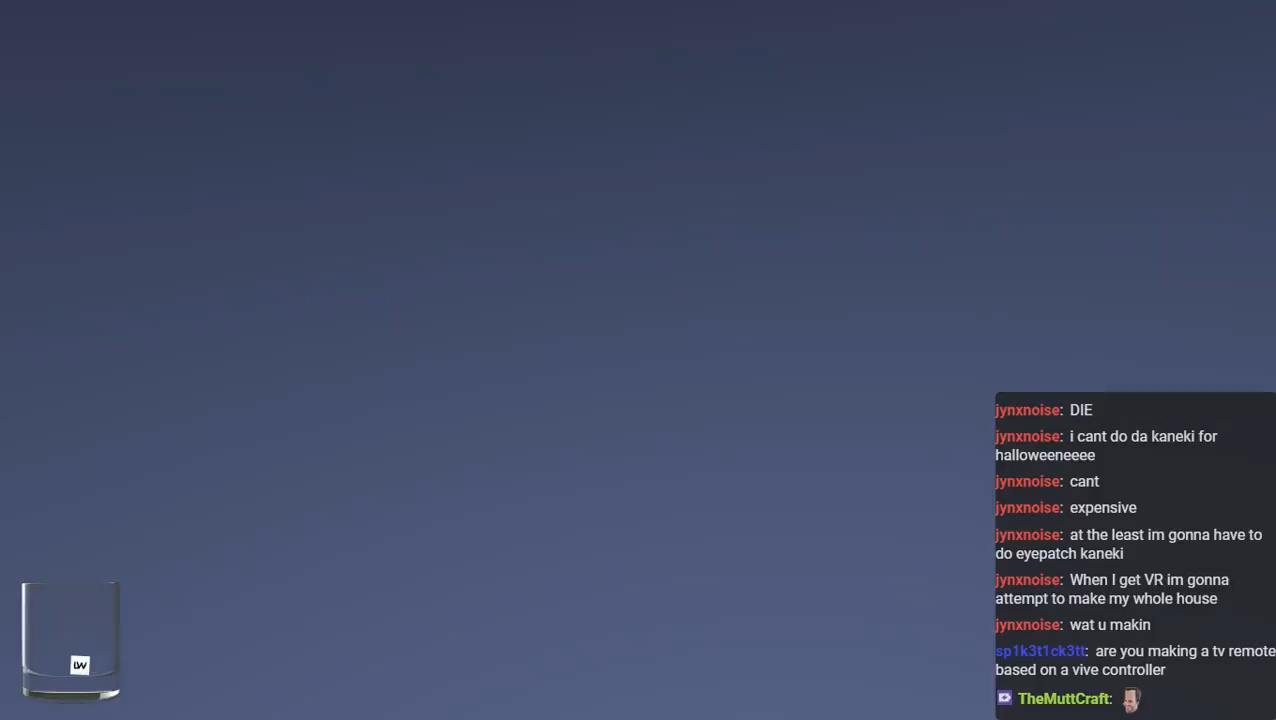 jynxnoise: DIE
jynxnoise: i cant do da kaneki for
halloweeneeee
jynxnoise: cant
jynxnoise: expensive
jynxnoise: at the least im gonna have to
do eyepatch kaneki
jynxnoise: When I get VR im gonna
attempt to make my whole house
jynxnoise: wat u makin
sp1k3t1ck3tt: are you making a tv remote
based on a vive controller
TheMuttCraft:
LW